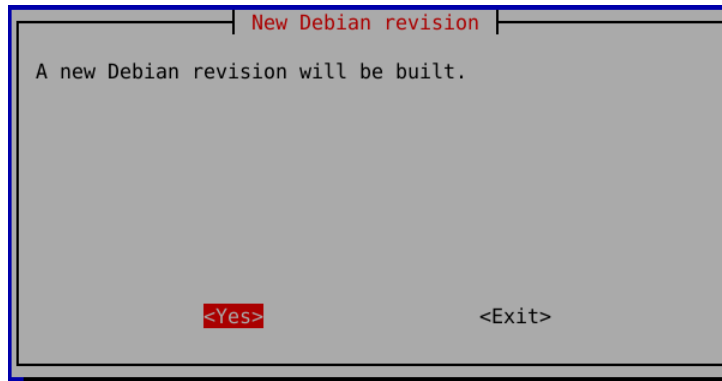 New Debian revision
A new Debian revision will be built.
<Yes> <Exit>